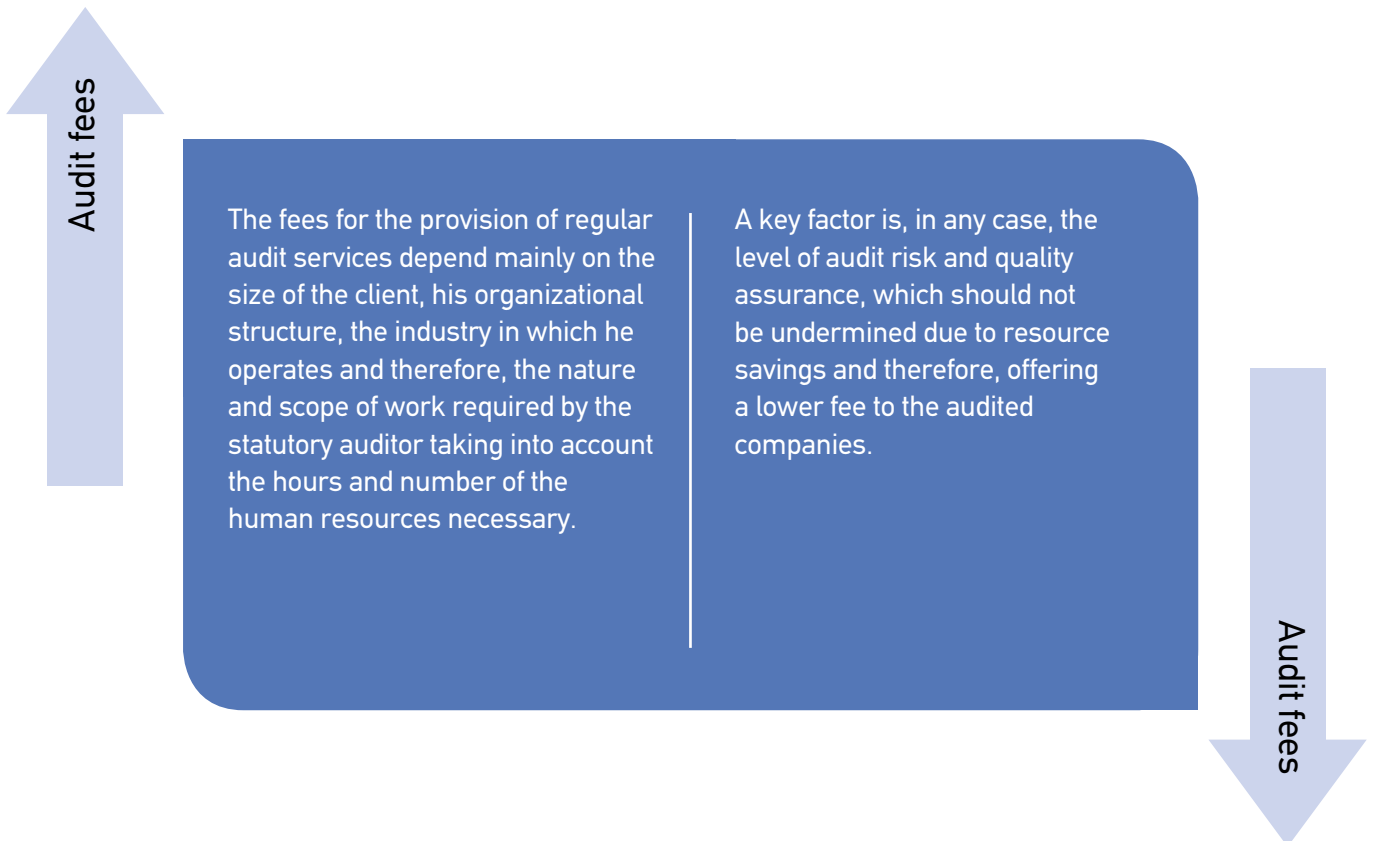 Audit fees
The fees for the provision of regular
audit services depend mainly on the
size of the client, his organizational
structure, the industry in which he
operates and therefore, the nature
and scope of work required by the
statutory auditor taking into account
the hours and number of the
human resources necessary.
A key factor is, in any case, the
level of audit risk and quality
assurance, which should not
be undermined due to resource
savings and therefore, offering
a lower fee to the audited
companies.
Audit fees